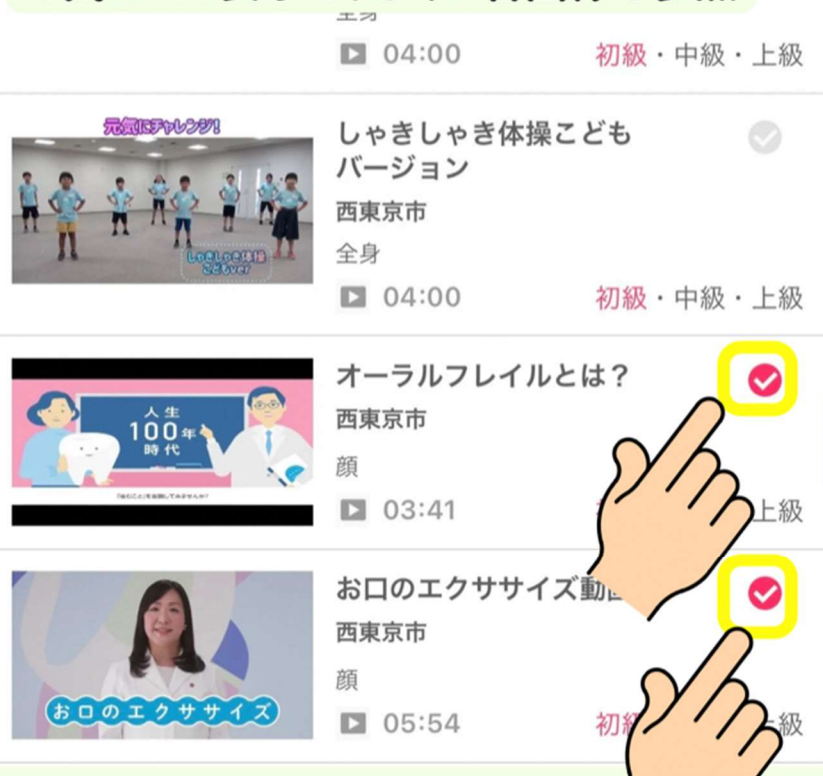 全身
04:00
初級・中級・上級
元気にチャレンジ!
しゃきしゃき体操
こどもver
しゃきしゃき体操こども
バージョン
西東京市
全身
04:00
初級・中級・上級
人生
100年
時代
オーラルフレイルとは？
西東京市
顔
03:41
上級
お口のエクササイズ
お口のエクササイズ動
西東京市
顔
05:54
初
級